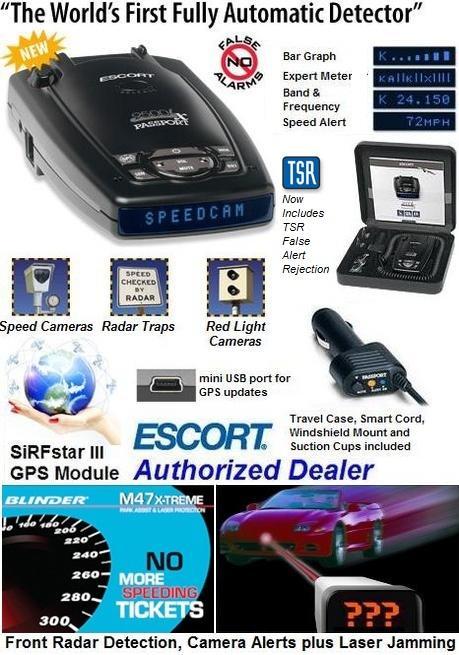 “The World's First Fully Automatic Detector”
NEW
FALSE
NO
ALARMS
Bar Graph
Expert Meter
Band &
Frequency
K 24.150
Speed Alert
72MPH
ESCORT
PASSPORT
MUTE
SPEEDCAM
TSR
Now
Includes
TSR
False
Alert
Rejection
ESCORT
SPEED
CHECKED
BY
RADAR
Speed Cameras
Radar Traps
Red Light
Cameras
mini USB port for
GPS updates
PASSPORT
Travel Case, Smart Cord,
Windshield Mount and
Suction Cups included
SiRFstar III
GPS Module
ESCORT®
Authorized Dealer
BLINDER®
M47X-TREME
PARK ASSIST & LASER PROTECTION
160
180
200
220
240
260
280
300
NO
MORE
SPEEDING
TICKETS
???
Front Radar Detection, Camera Alerts plus Laser Jamming